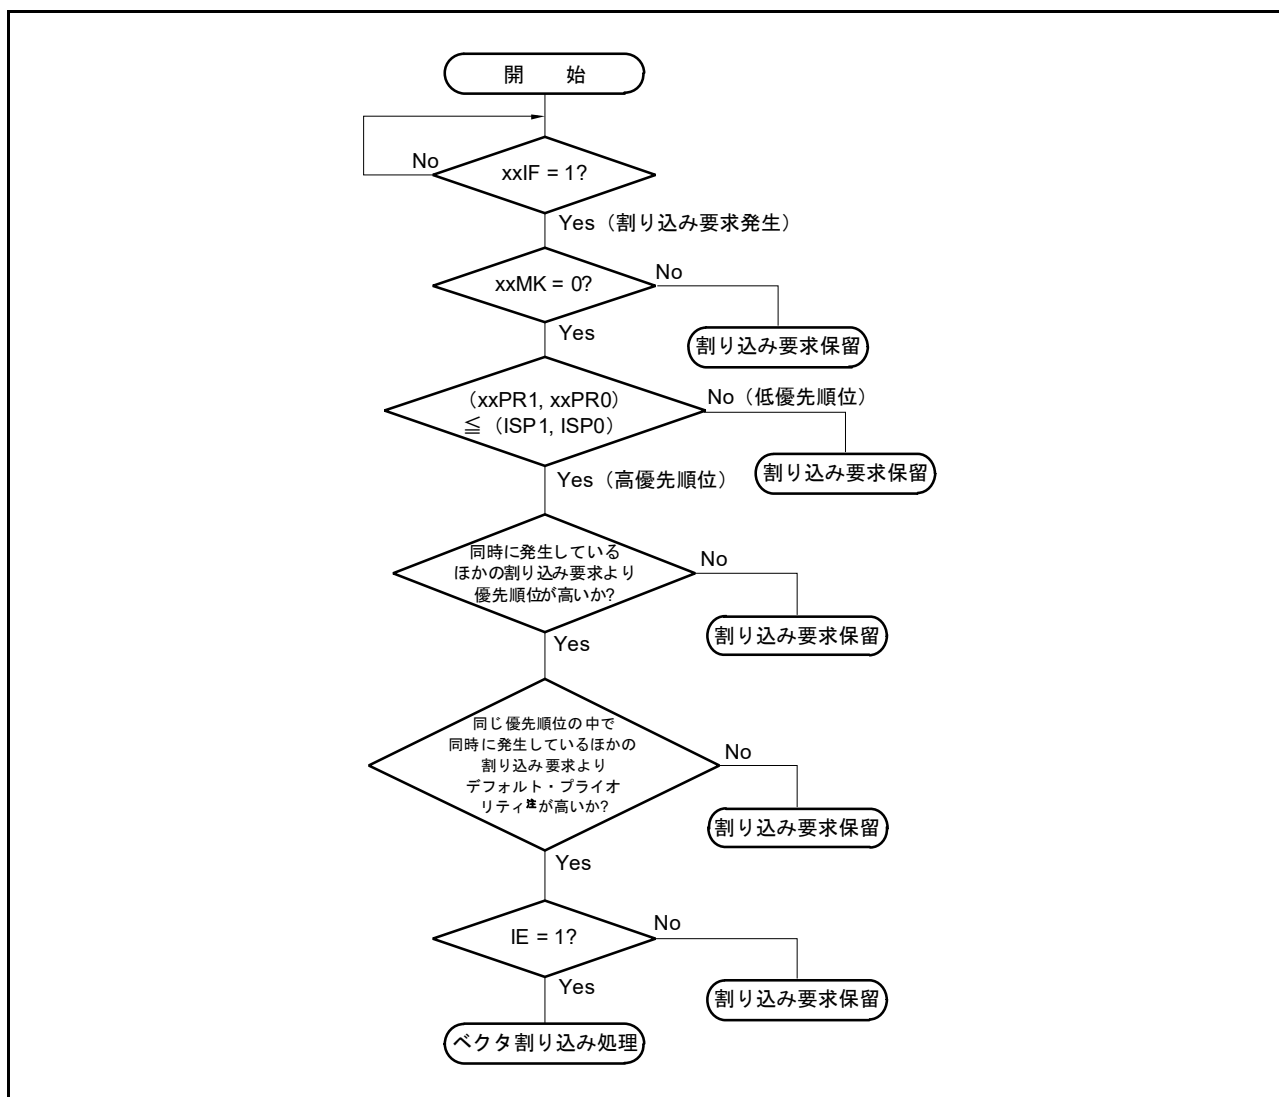 開　始
No
xxIF = 1?
Yes（割り込み要求発生）
xxMK = 0?
No
割り込み要求保留
Yes
（xxPR1, xxPR0）
≦（ISP1, ISP0）
No（低優先順位）
割り込み要求保留
Yes（高優先順位）
同時に発生している
ほかの割り込み要求より
優先順位が高いか?
No
割り込み要求保留
Yes
同じ優先順位の中で
同時に発生しているほかの
割り込み要求より
デフォルト・プライオ
リティ注が高いか?
No
割り込み要求保留
Yes
IE = 1?
No
割り込み要求保留
Yes
ベクタ割り込み処理